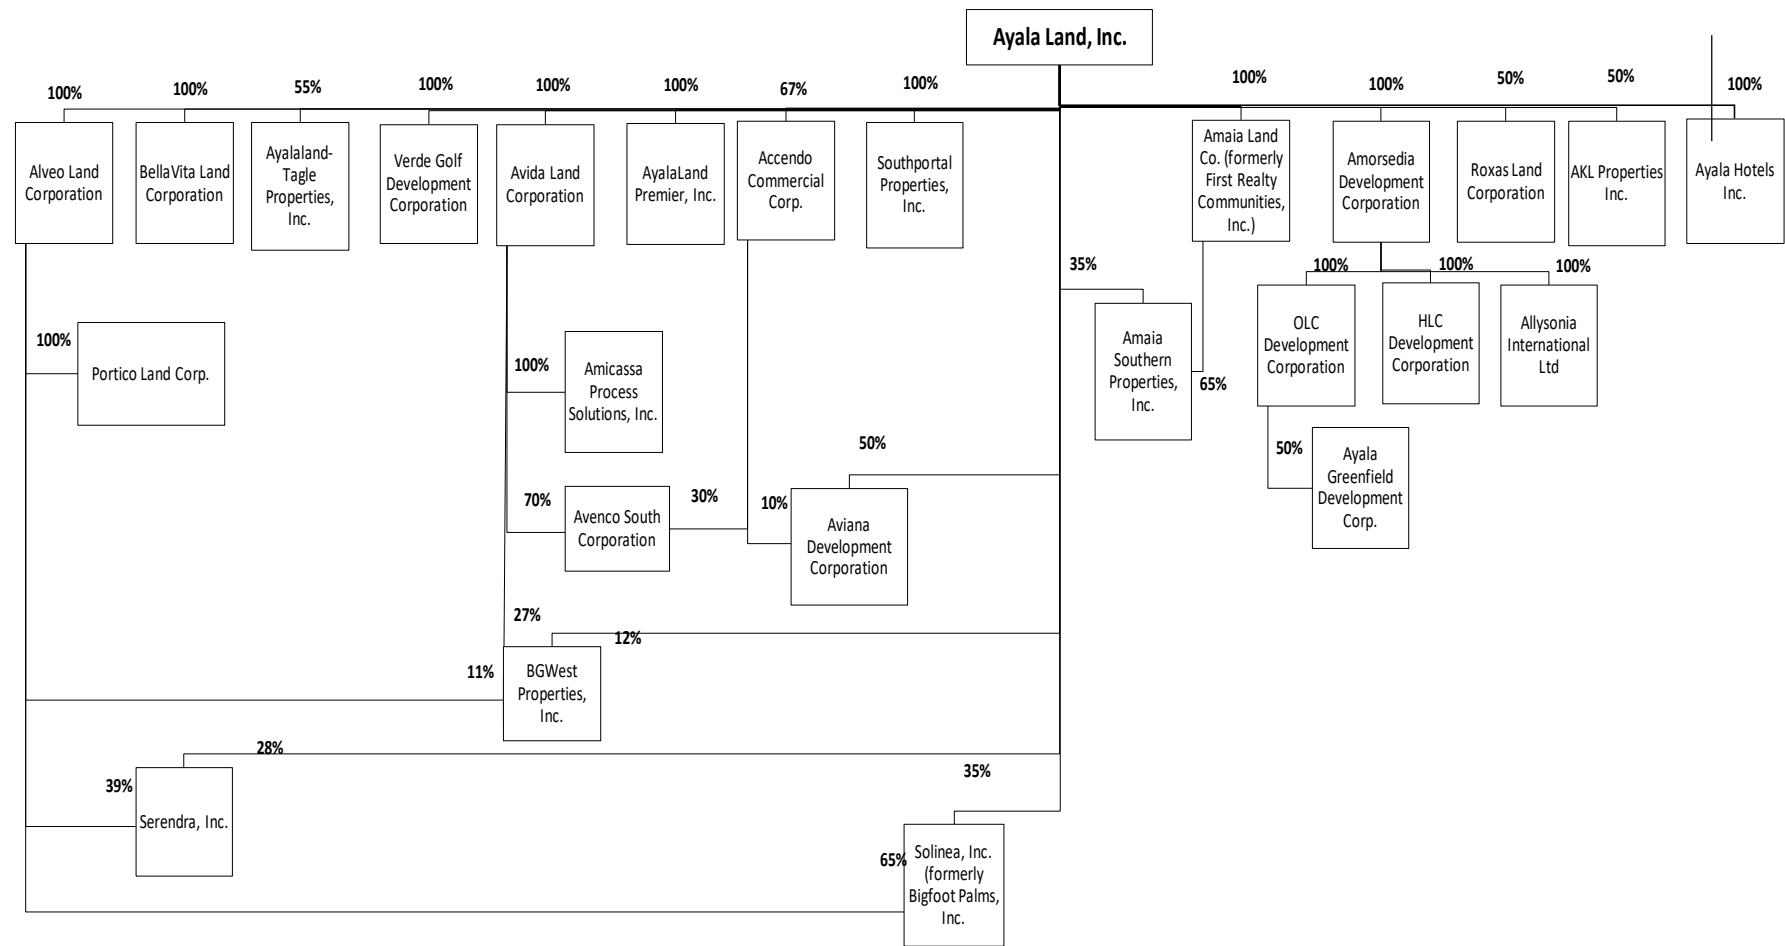 Ayala Land, Inc.
100%
100%
55%
100%
100%
100%
67%
100%
100%
100%
50%
50%
100%
Alveo Land
Corporation
BellaVita Land
Corporation
Ayalaland-
Tagle
Properties,
Inc.
Verde Golf
Development
Corporation
Avida Land
Corporation
AyalaLand
Premier, Inc.
Accendo
Commercial
Corp.
Southportal
Properties,
Inc.
Amaia Land
Co. (formerly
First Realty
Communities,
Inc.)
Amorsedia
Development
Corporation
Roxas Land
Corporation
AKL Properties
Inc.
Ayala Hotels
Inc.
35%
100%
100%
100%
Amaia
Southern
Properties,
Inc.
65%
OLC
Development
Corporation
HLC
Development
Corporation
Allysonia
International
Ltd
100%
Portico Land Corp.
100%
Amicassa
Process
Solutions, Inc.
50%
50%
Ayala
Greenfield
Development
Corp.
70%
Avenco South
Corporation
30%
10%
Aviana
Development
Corporation
27%
12%
11%
BGWest
Properties,
Inc.
28%
39%
Serendra, Inc.
35%
65%
Solinea, Inc.
(formerly
Bigfoot Palms,
Inc.